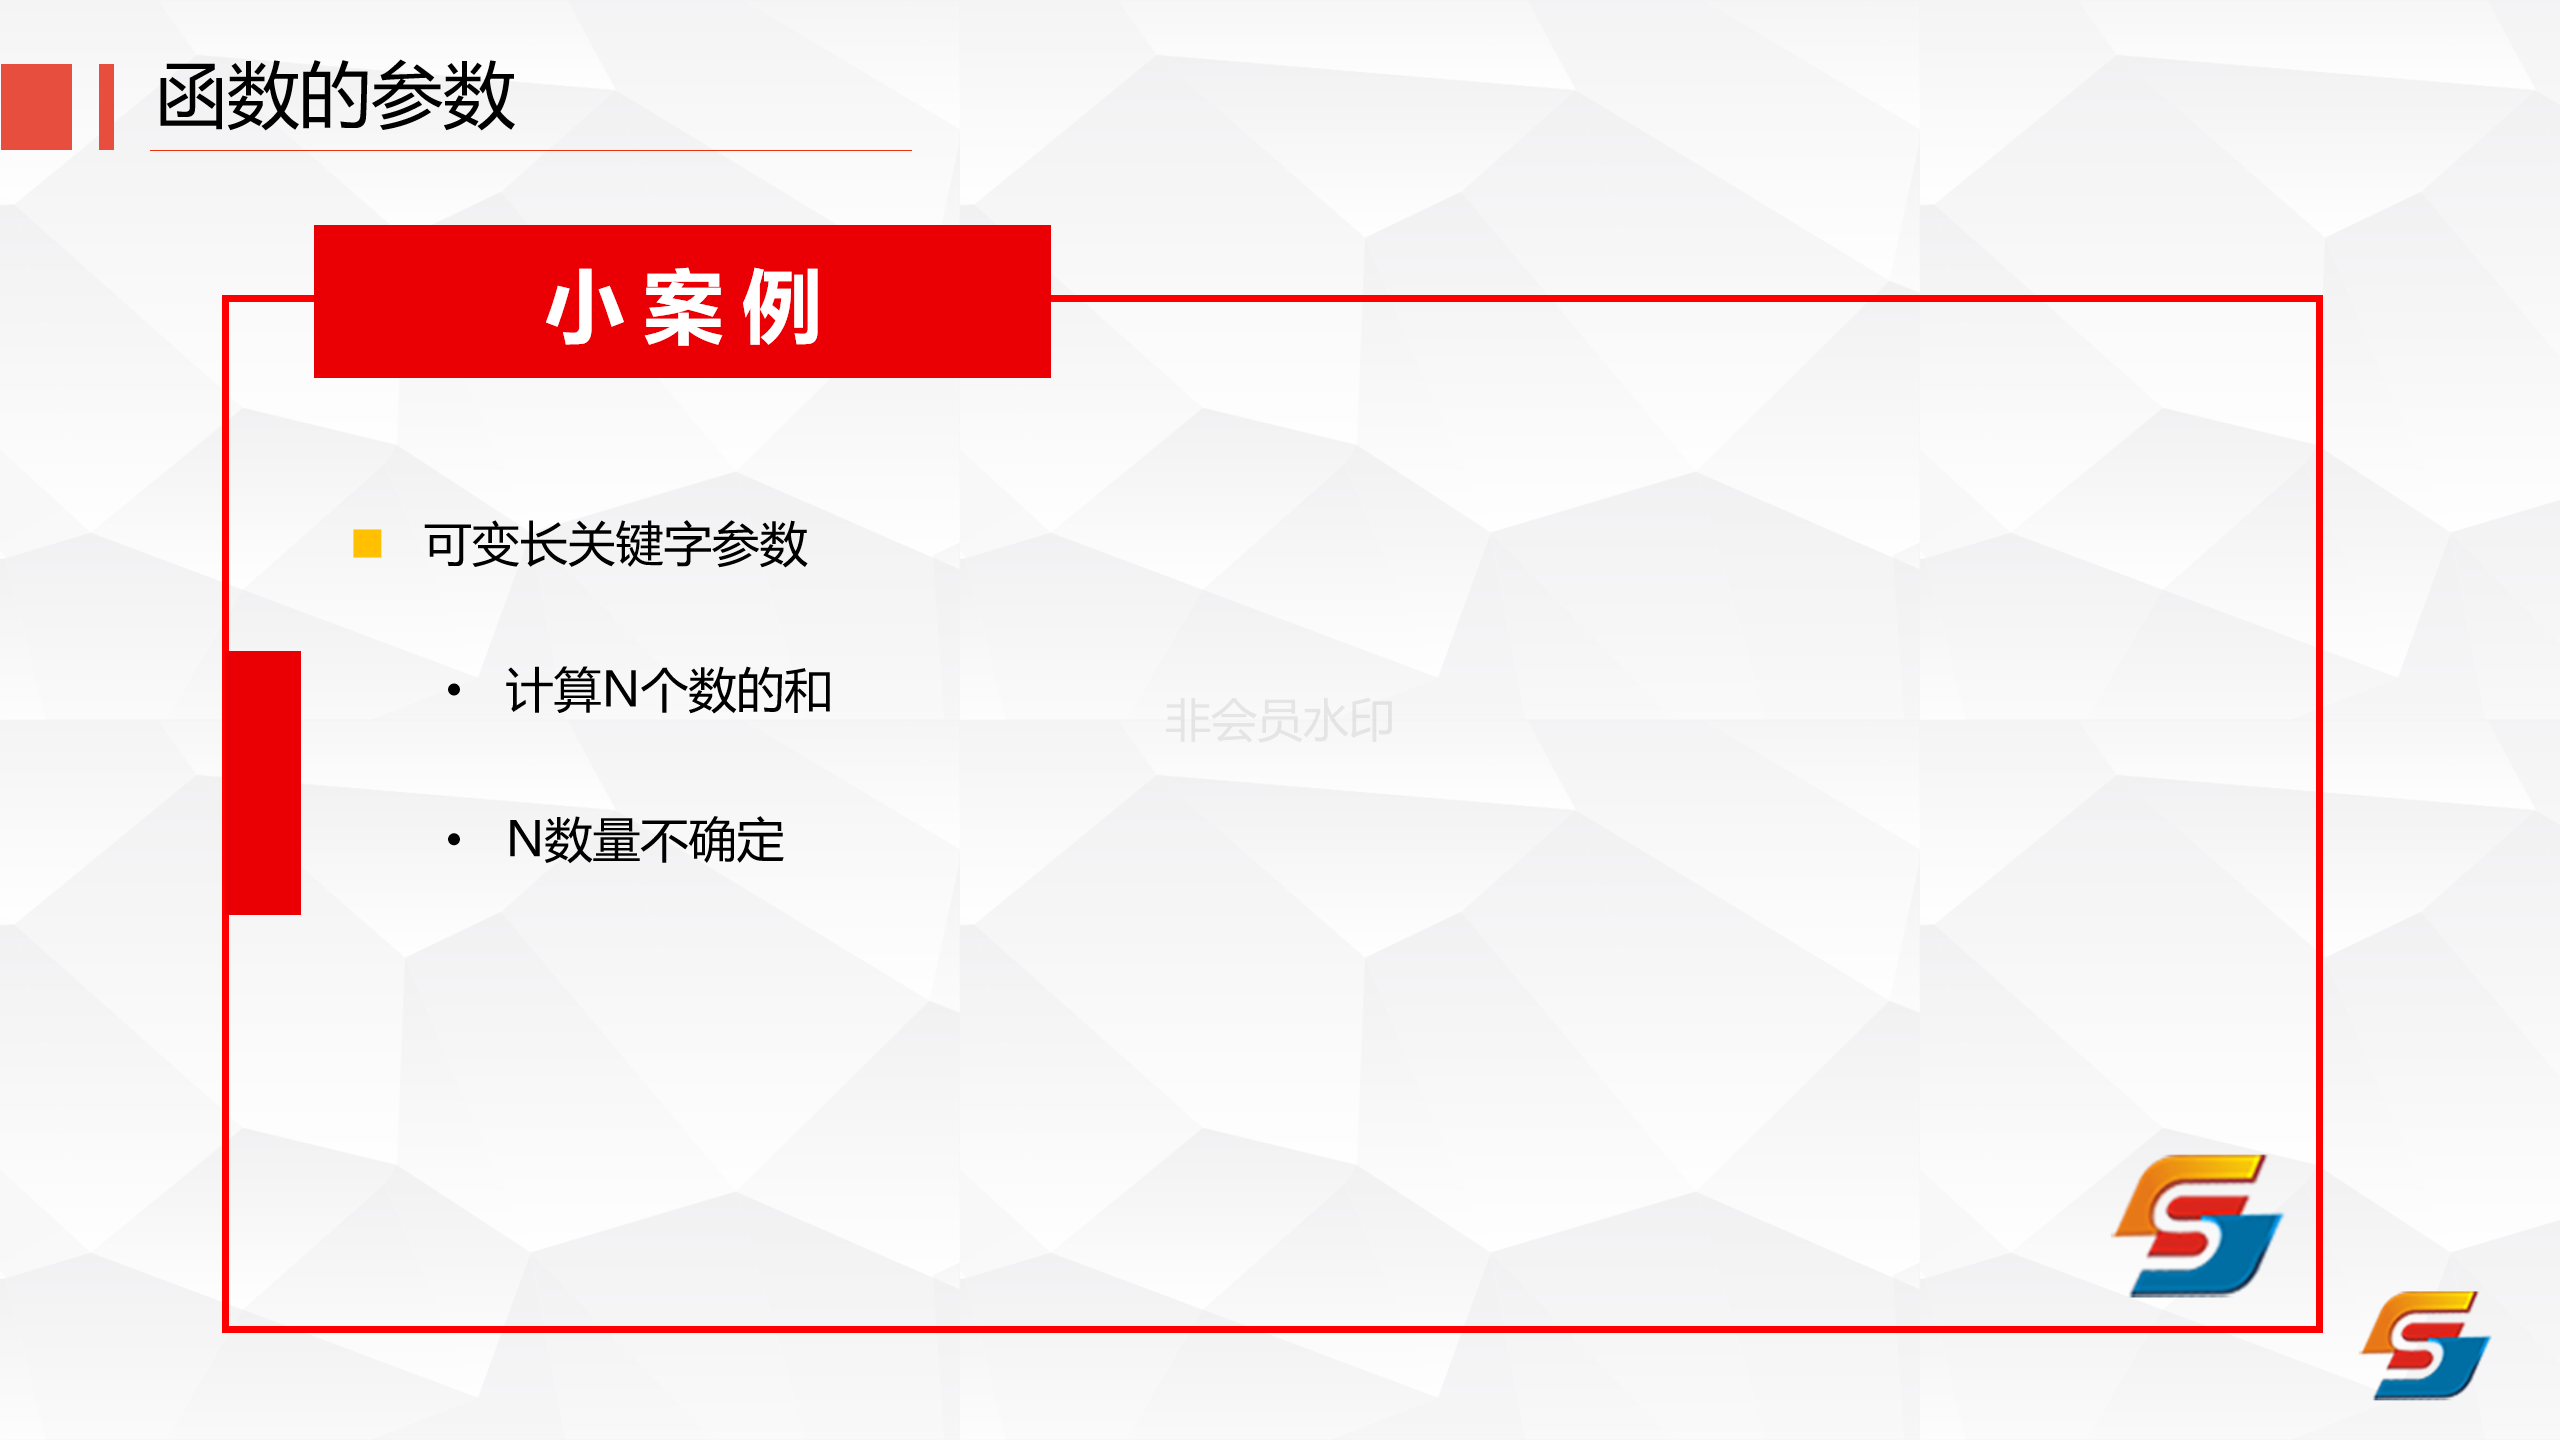 函数的参数
小案例
可变长关键字参数
• 计算N个数的和
• N数量不确定
非会员水印